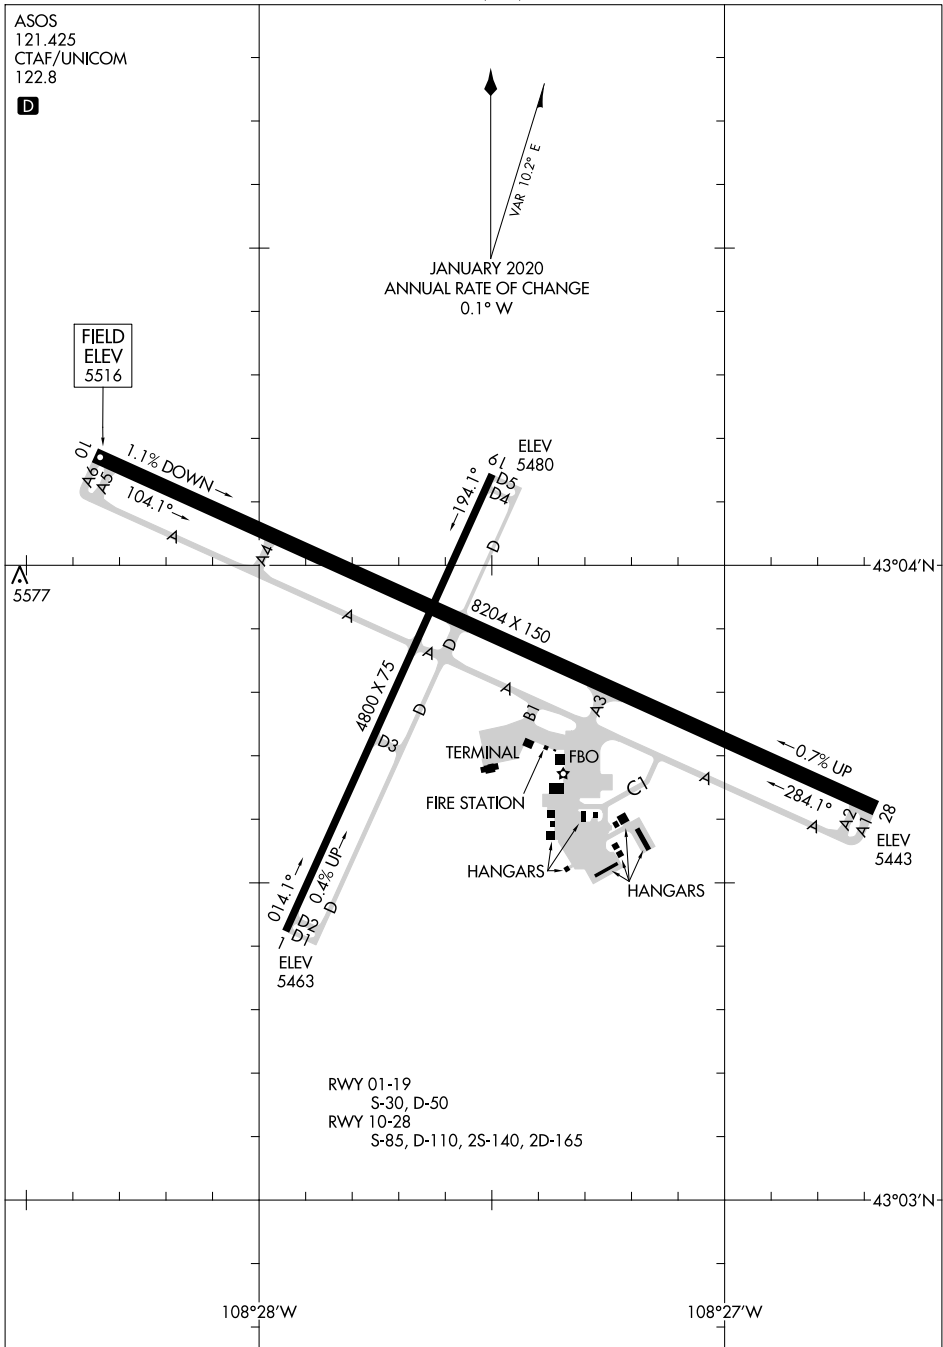 ASOS
121.425
CTAF/UNICOM
122.8
D
VAR 10.2° E
JANUARY 2020
ANNUAL RATE OF CHANGE
0.1° W
FIELD
ELEV
5516
10
1.1% DOWN
104.1°
A6
A5
A
A4
19
ELEV
5480
D5
D4
194.1°
D
43°04'N
5577
A
8204 X 150
A
D
A
4800 X 75
D
D3
B1
A3
TERMINAL
FBO
FIRE STATION
C1
A
0.7% UP
284.1°
A
A2
A1
28
ELEV
5443
HANGARS
HANGARS
014.1°
0.4% UP
D
D2
D1
1
ELEV
5463
RWY 01-19
S-30, D-50
RWY 10-28
S-85, D-110, 2S-140, 2D-165
43°03'N
108°28'W
108°27'W